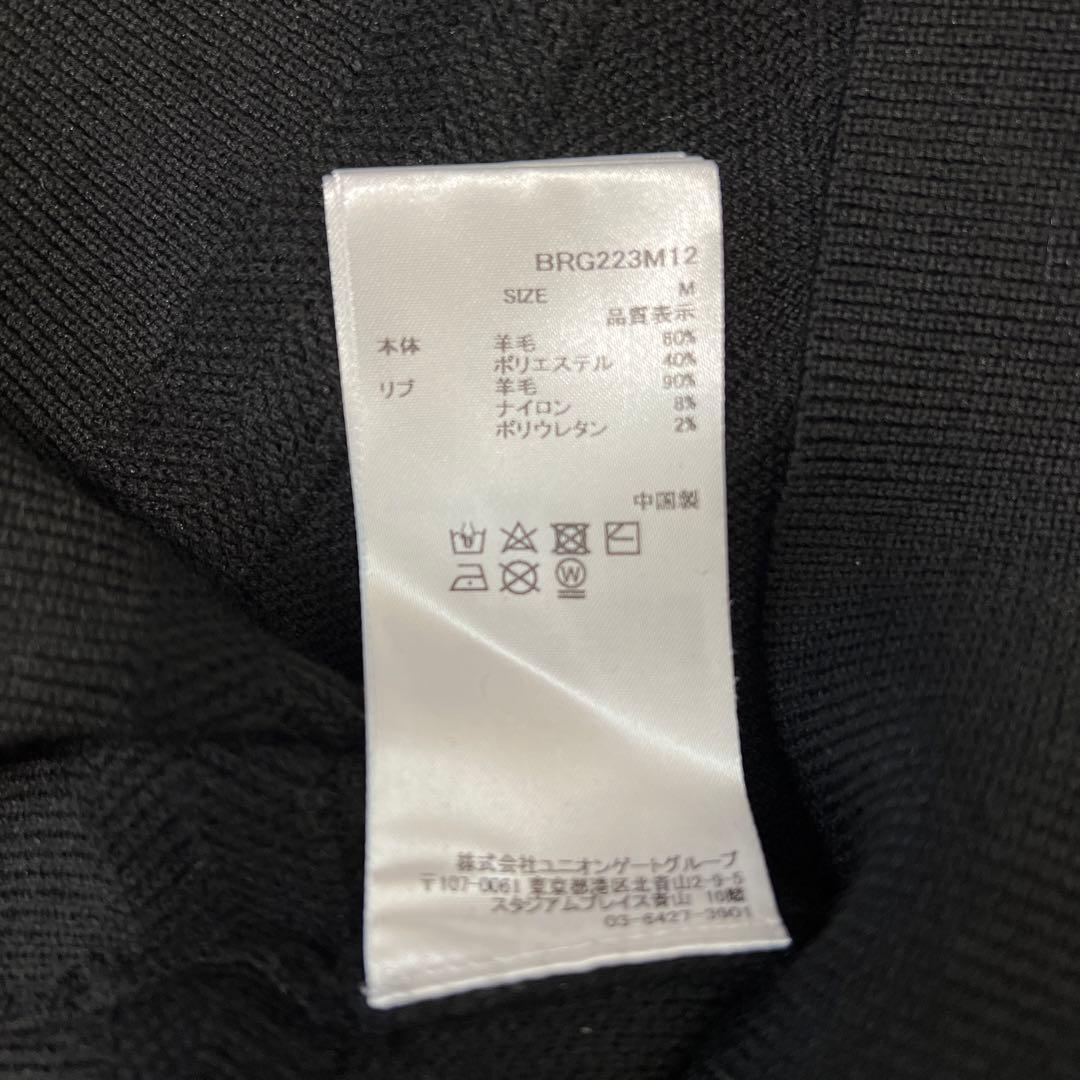 BRG223M12
SIZE M
品質表示
本体 羊毛 60%
ポリエステル 40%
リブ 羊毛 90%
ナイロン 8%
ポリウレタン 2%
中国製
W
株式会社ユニオンゲートグループ
〒107-0061 東京都港区北青山2-9-5
スタジアムプレイス青山 10階
03-6427-3901